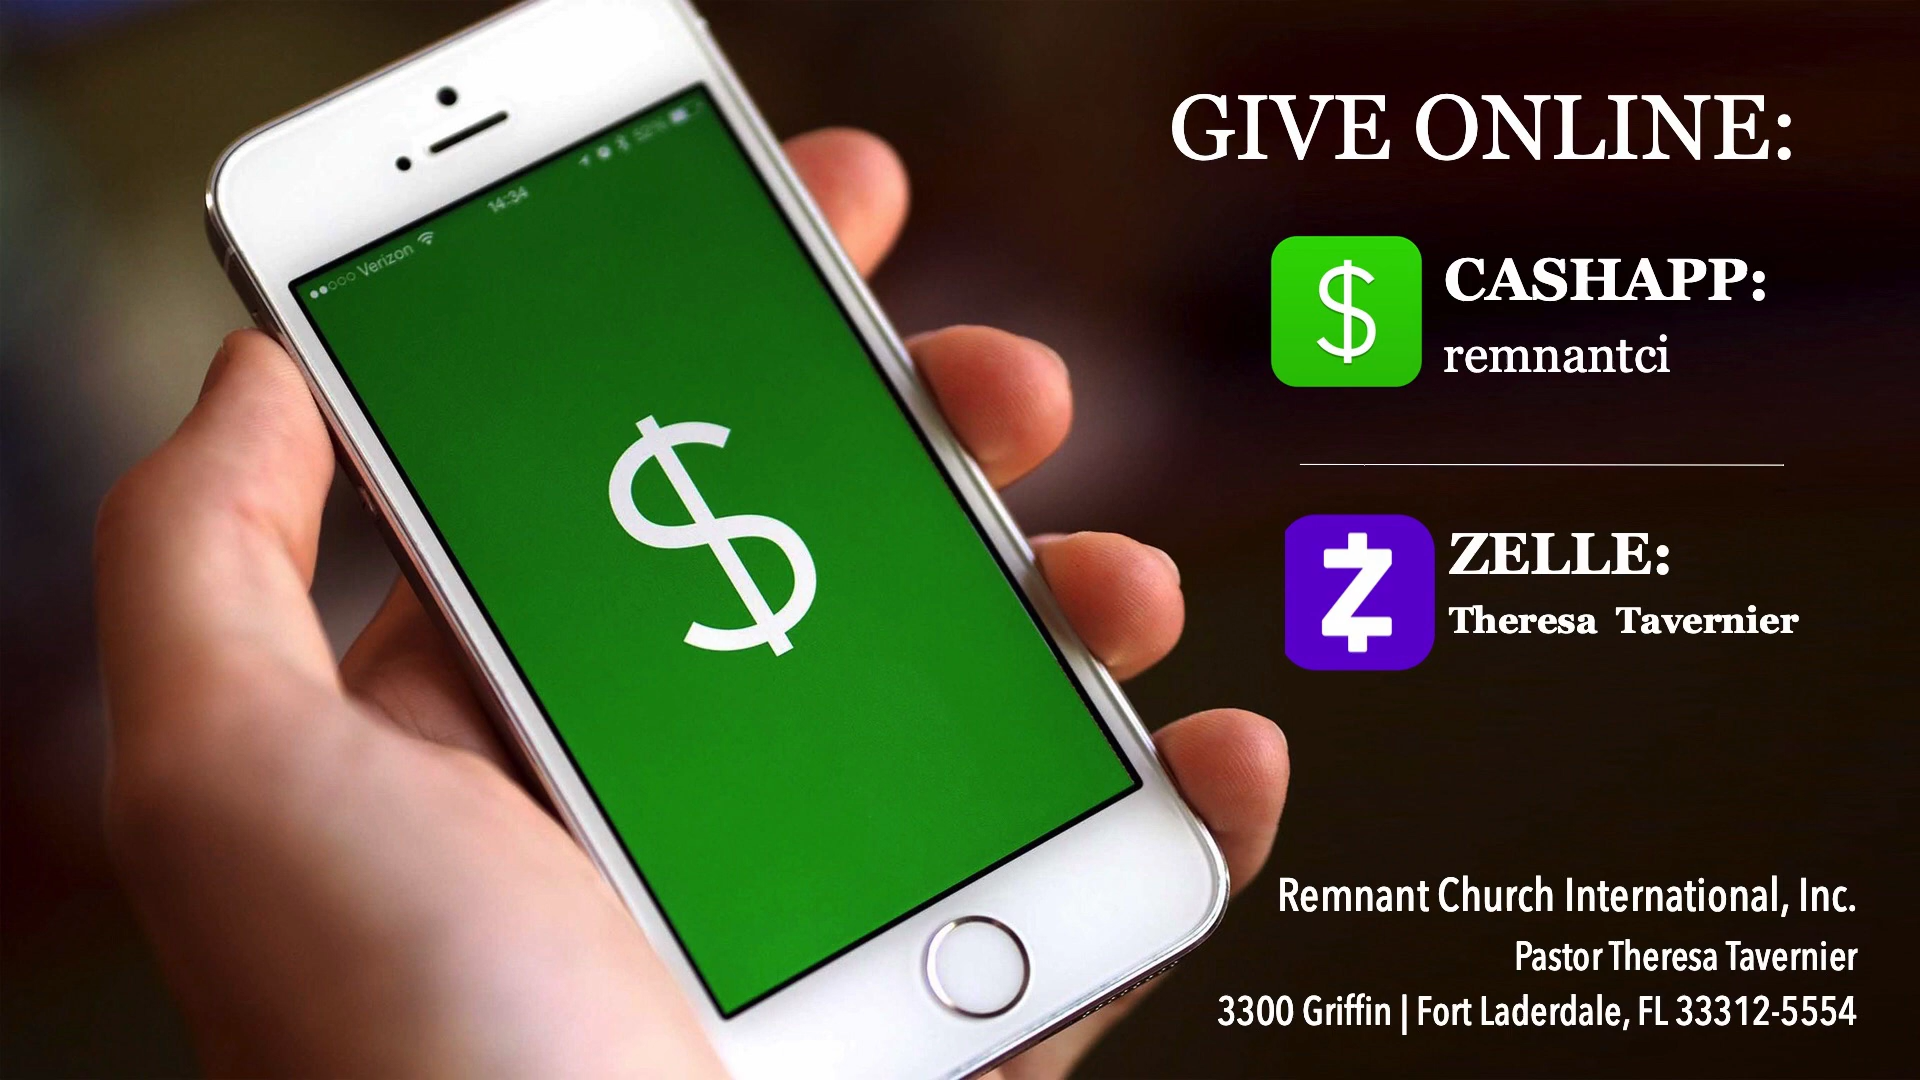 GIVE ONLINE:
CASHAPP:
remnantci
ZELLE:
Theresa Tavernier
Remnant Church International, Inc.
Pastor Theresa Tavernier
3300 Griffin | Fort Laderdale, FL 33312-5554
Verizon
14:34
52%
$
$